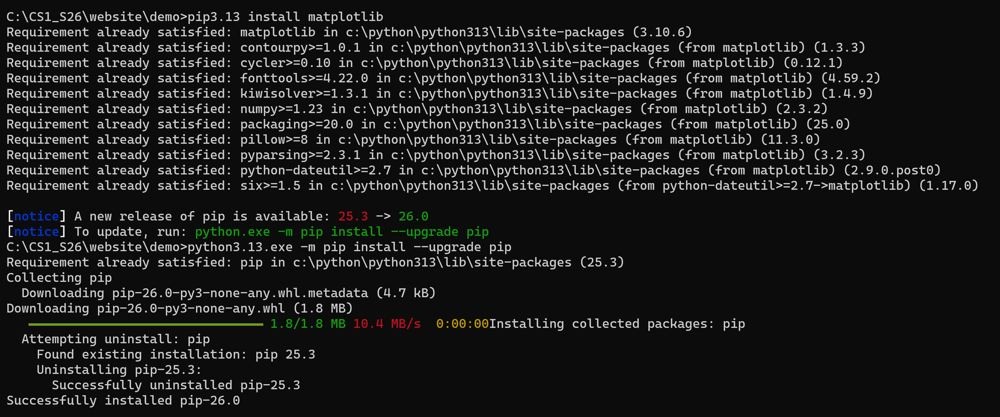 C:\CS1_S26\website\demo>pip3.13 install matplotlib
Requirement already satisfied: matplotlib in c:\python\python313\lib\site-packages (3.10.6)
Requirement already satisfied: contourpy>=1.0.1 in c:\python\python313\lib\site-packages (from matplotlib) (1.3.3)
Requirement already satisfied: cycler>=0.10 in c:\python\python313\lib\site-packages (from matplotlib) (0.12.1)
Requirement already satisfied: fonttools>=4.22.0 in c:\python\python313\lib\site-packages (from matplotlib) (4.59.2)
Requirement already satisfied: kiwisolver>=1.3.1 in c:\python\python313\lib\site-packages (from matplotlib) (1.4.9)
Requirement already satisfied: numpy>=1.23 in c:\python\python313\lib\site-packages (from matplotlib) (2.3.2)
Requirement already satisfied: packaging>=20.0 in c:\python\python313\lib\site-packages (from matplotlib) (25.0)
Requirement already satisfied: pillow>=8 in c:\python\python313\lib\site-packages (from matplotlib) (11.3.0)
Requirement already satisfied: pyparsing>=2.3.1 in c:\python\python313\lib\site-packages (from matplotlib) (3.2.3)
Requirement already satisfied: python-dateutil>=2.7 in c:\python\python313\lib\site-packages (from matplotlib) (2.9.0.post0)
Requirement already satisfied: six>=1.5 in c:\python\python313\lib\site-packages (from python-dateutil>=2.7->matplotlib) (1.17.0)
[notice] A new release of pip is available: 25.3 -> 26.0
[notice] To update, run: python.exe -m pip install --upgrade pip
C:\CS1_S26\website\demo>python3.13.exe -m pip install --upgrade pip
Requirement already satisfied: pip in c:\python\python313\lib\site-packages (25.3)
Collecting pip
  Downloading pip-26.0-py3-none-any.whl.metadata (4.7 kB)
Downloading pip-26.0-py3-none-any.whl (1.8 MB)
1.8/1.8 MB 10.4 MB/s  0:00:00Installing collected packages: pip
  Attempting uninstall: pip
    Found existing installation: pip 25.3
    Uninstalling pip-25.3:
      Successfully uninstalled pip-25.3
Successfully installed pip-26.0